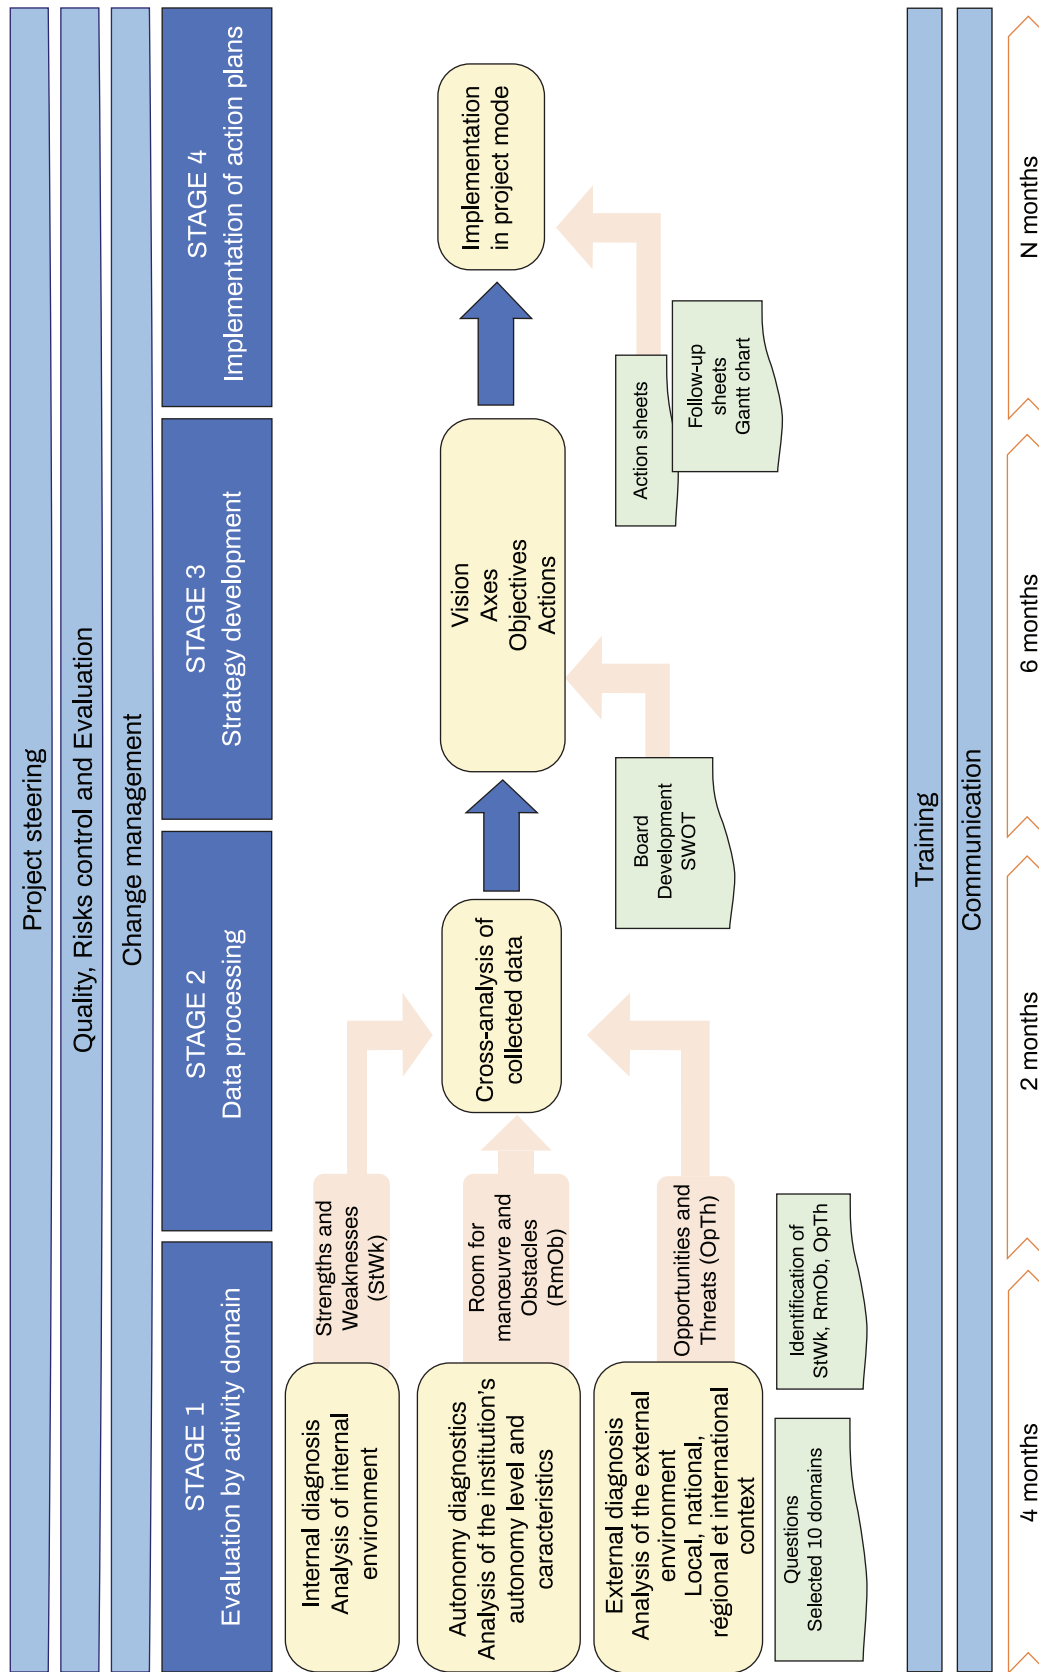 Project steering
Quality, Risks control and Evaluation
Change management
STAGE 1
Evaluation by activity domain
STAGE 2
Data processing
STAGE 3
Strategy development
STAGE 4
Implementation of action plans
Internal diagnosis
Analysis of internal
environment
Strengths and
Weaknesses
(StWk)
Autonomy diagnostics
Analysis of the institution's
autonomy level and
caracteristics
Room for
manœuvre and
Obstacles
(RmOb)
External diagnosis
Analysis of the external
environment
Local, national,
régional et international
context
Opportunities and
Threats (OpTh)
Questions
Selected 10 domains
Identification of
StWk, RmOb, OpTh
Cross-analysis of
collected data
Board
Development
SWOT
Vision
Axes
Objectives
Actions
Action sheets
Follow-up
sheets
Gantt chart
Implementation
in project mode
Training
Communication
4 months
2 months
6 months
N months